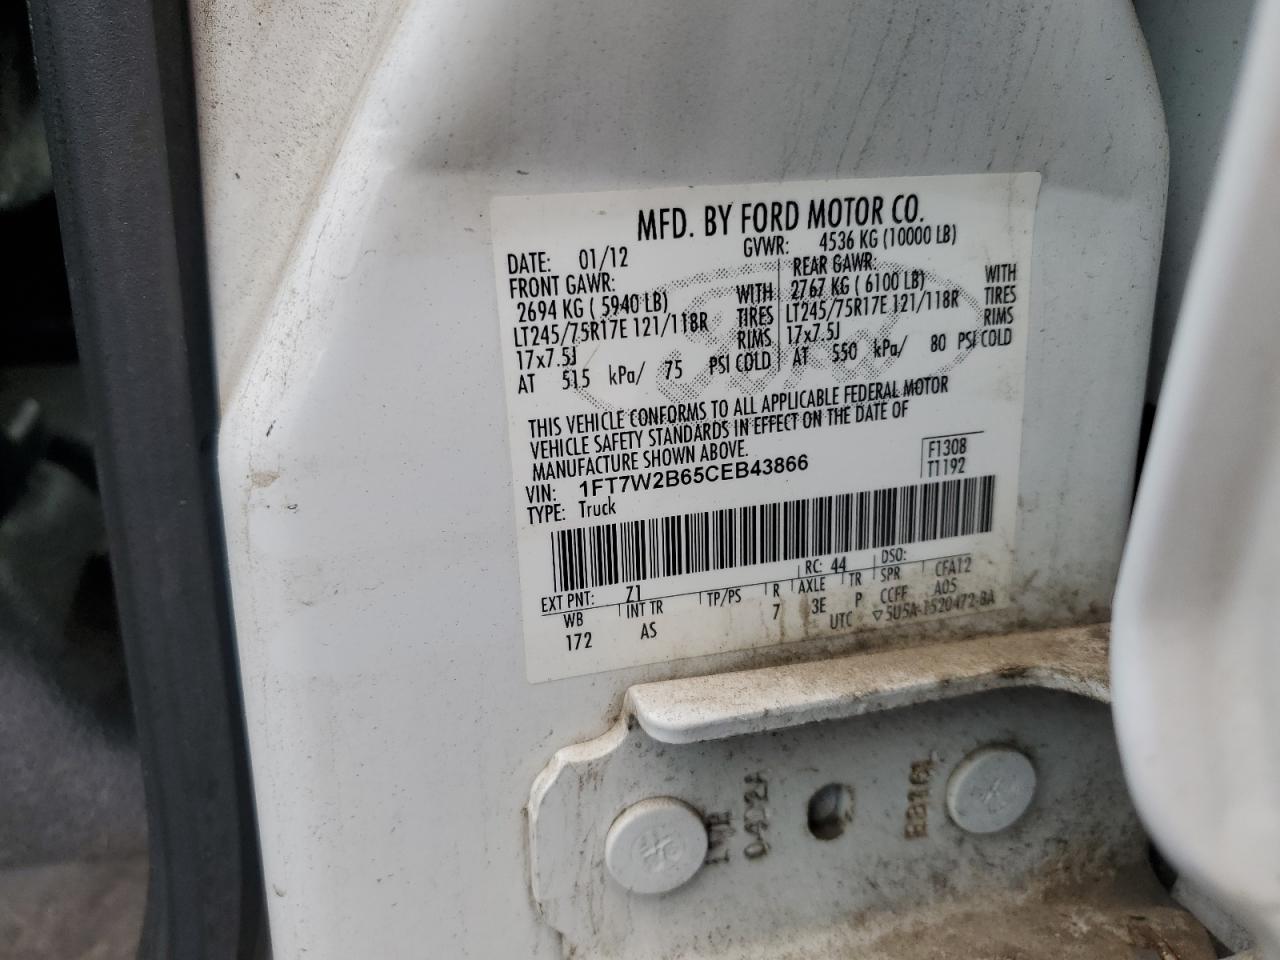 MFD. BY FORD MOTOR CO.
DATE: 01/12 GVWR: 4536 KG (10000 LB)
FRONT GAWR: REAR GAWR:
2694 KG ( 5940 LB) WITH 2767 KG ( 6100 LB) WITH
LT245/75R17E 121/118R TIRES LT245/75R17E 121/118R TIRES
17x7.5J RIMS 17x7.5J RIMS
AT 515 kPa/ 75 PSI COLD AT 550 kPa/ 80 PSI COLD
THIS VEHICLE CONFORMS TO ALL APPLICABLE FEDERAL MOTOR
VEHICLE SAFETY STANDARDS IN EFFECT ON THE DATE OF
MANUFACTURE SHOWN ABOVE.
VIN: 1FT7W2B65CEB43866 F1308
TYPE: Truck T1192
EXT PNT: Z1 RC: 44 DSO:
WB INT TR TP/PS R AXLE TR SPR CFA12
172 AS 7 3E P CCFF A05
UTC ▽5U5A-1520472-BA